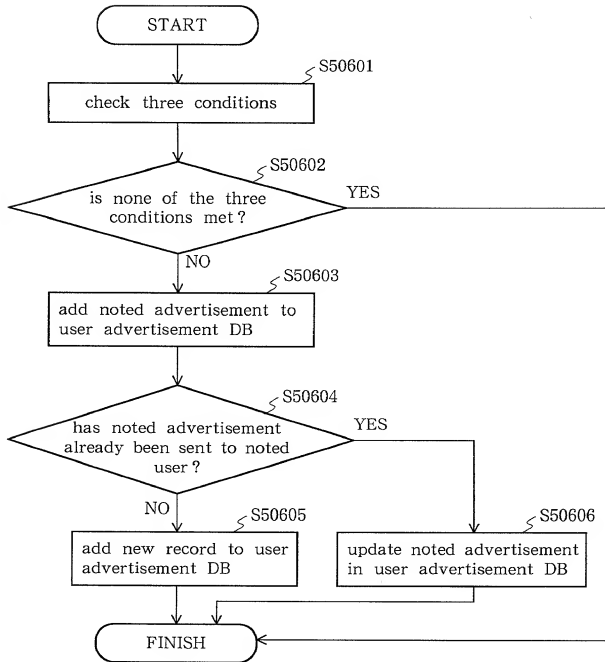 START
S50601
check three conditions
S50602
is none of the three
conditions met?
YES
NO
S50603
add noted advertisement to
user advertisement DB
S50604
has noted advertisement
already been sent to noted
user?
YES
NO
S50605
add new record to user
advertisement DB
S50606
update noted advertisement
in user advertisement DB
FINISH